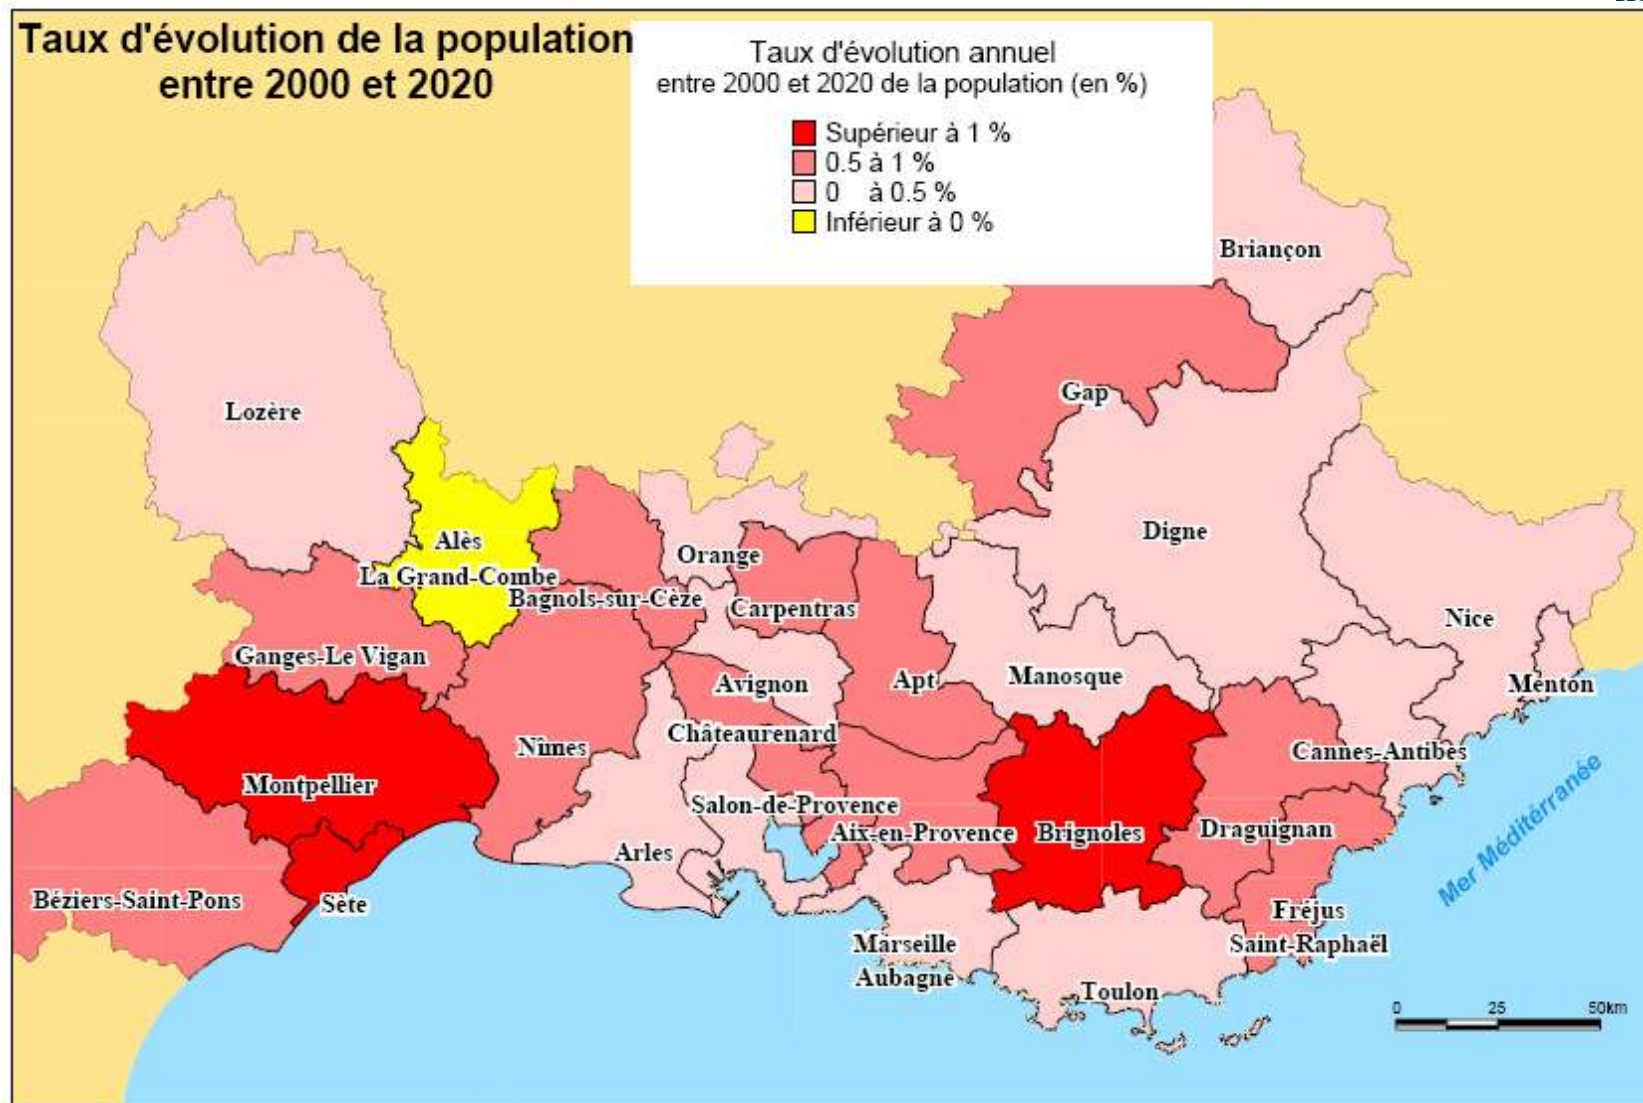 Taux d'évolution de la population
entre 2000 et 2020
Taux d'évolution annuel
entre 2000 et 2020 de la population (en %)
Supérieur à 1 %
0.5 à 1 %
0 à 0.5 %
Inférieur à 0 %
Briançon
Gap
Lozère
Digne
Alès
La Grand-Combe
Orange
Bagnols-sur-Cèze
Carpentras
Nice
Ganges-Le Vigan
Avignon
Apt
Manosque
Menton
Châteaurenard
Nîmes
Cannes-Antibes
Montpellier
Salon-de-Provence
Aix-en-Provence
Brignoles
Draguignan
Arles
Mer Méditérranée
Béziers-Saint-Pons
Sète
Fréjus
Saint-Raphaël
Marseille
Aubagne
Toulon
0 25 50km